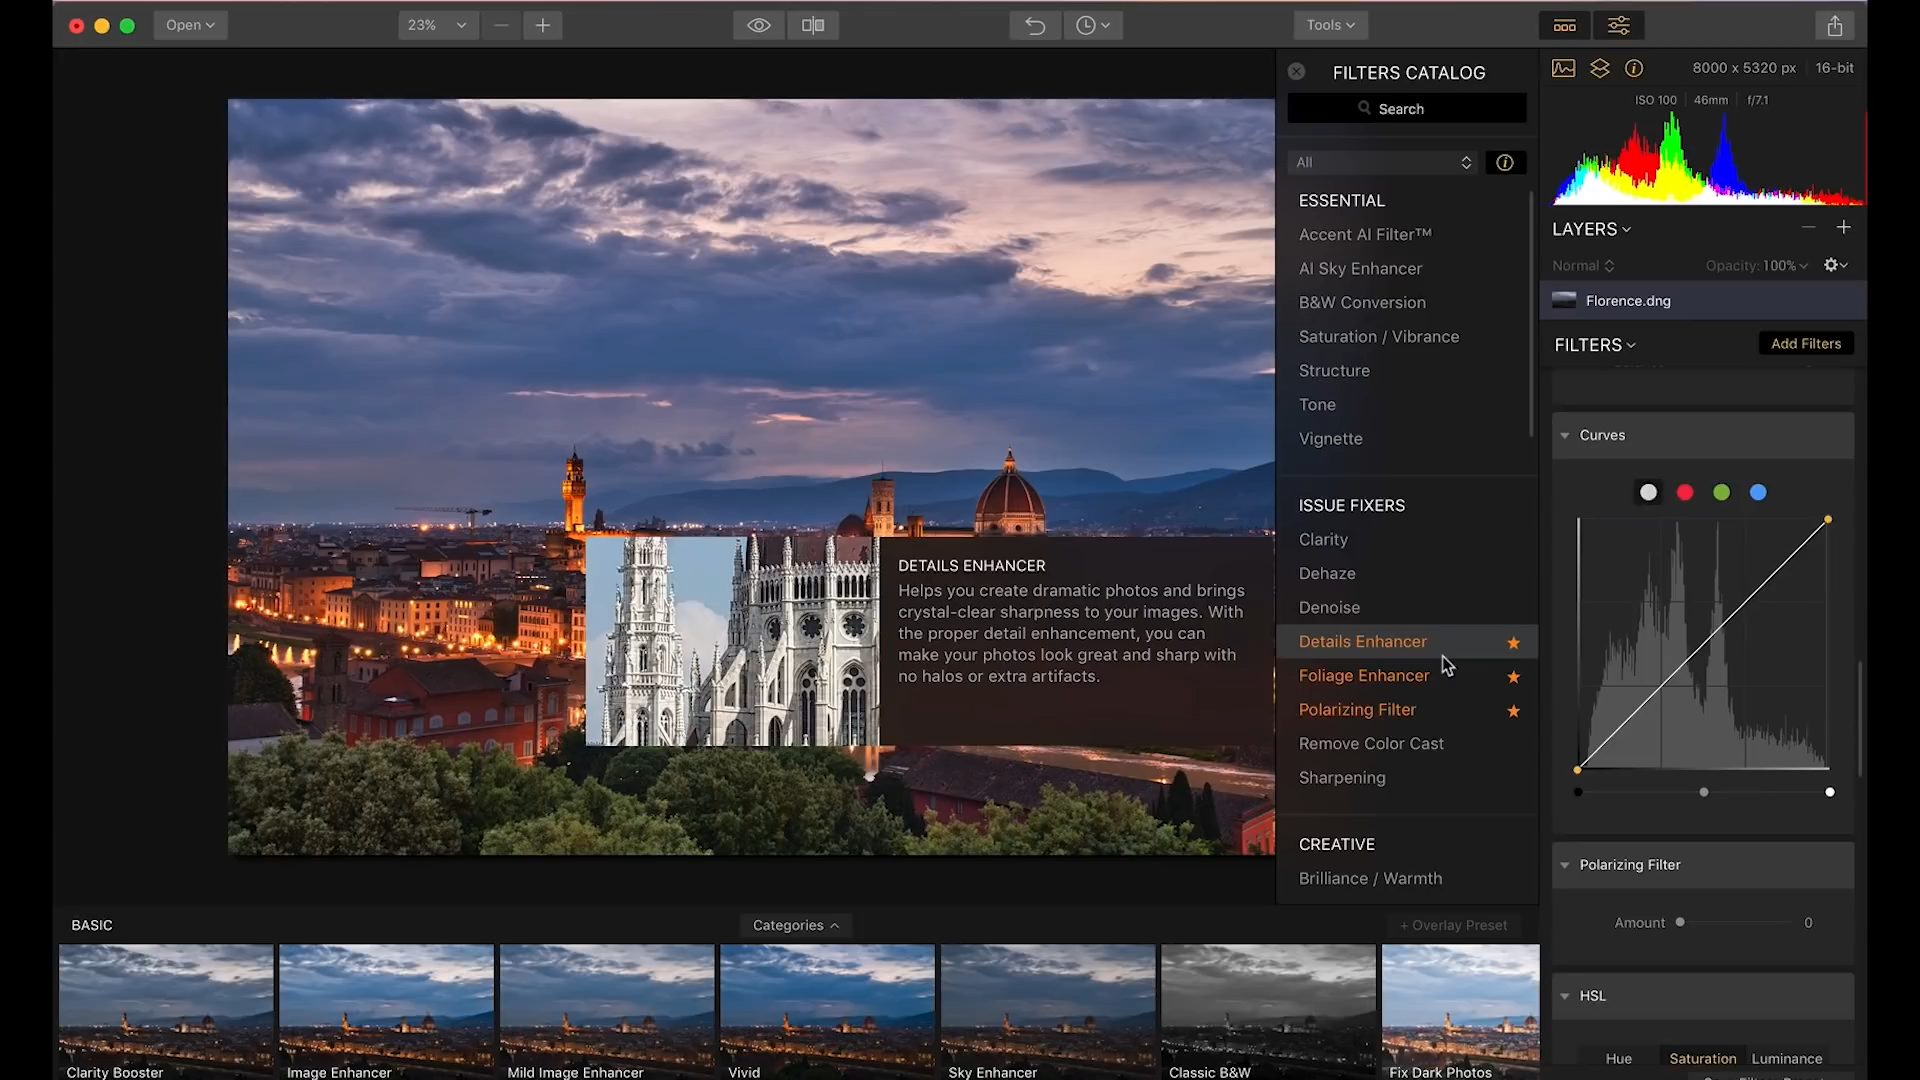 Open
23%
Tools
FILTERS CATALOG
Search
All
ESSENTIAL
Accent AI Filter™
AI Sky Enhancer
B&W Conversion
Saturation / Vibrance
Structure
Tone
Vignette
ISSUE FIXERS
Clarity
Dehaze
Denoise
Details Enhancer
Foliage Enhancer
Polarizing Filter
Remove Color Cast
Sharpening
CREATIVE
Brilliance / Warmth
DETAILS ENHANCER
Helps you create dramatic photos and brings
crystal-clear sharpness to your images. With
the proper detail enhancement, you can
make your photos look great and sharp with
no halos or extra artifacts.
8000 x 5320 px 16-bit
ISO 100 46mm f/7.1
LAYERS
Normal Opacity: 100%
Florence.dng
FILTERS Add Filters
Curves
Polarizing Filter
Amount 0
HSL
Hue Saturation Luminance
BASIC Categories + Overlay Preset
Clarity Booster Image Enhancer Mild Image Enhancer Vivid Sky Enhancer Classic B&W Fix Dark Photos